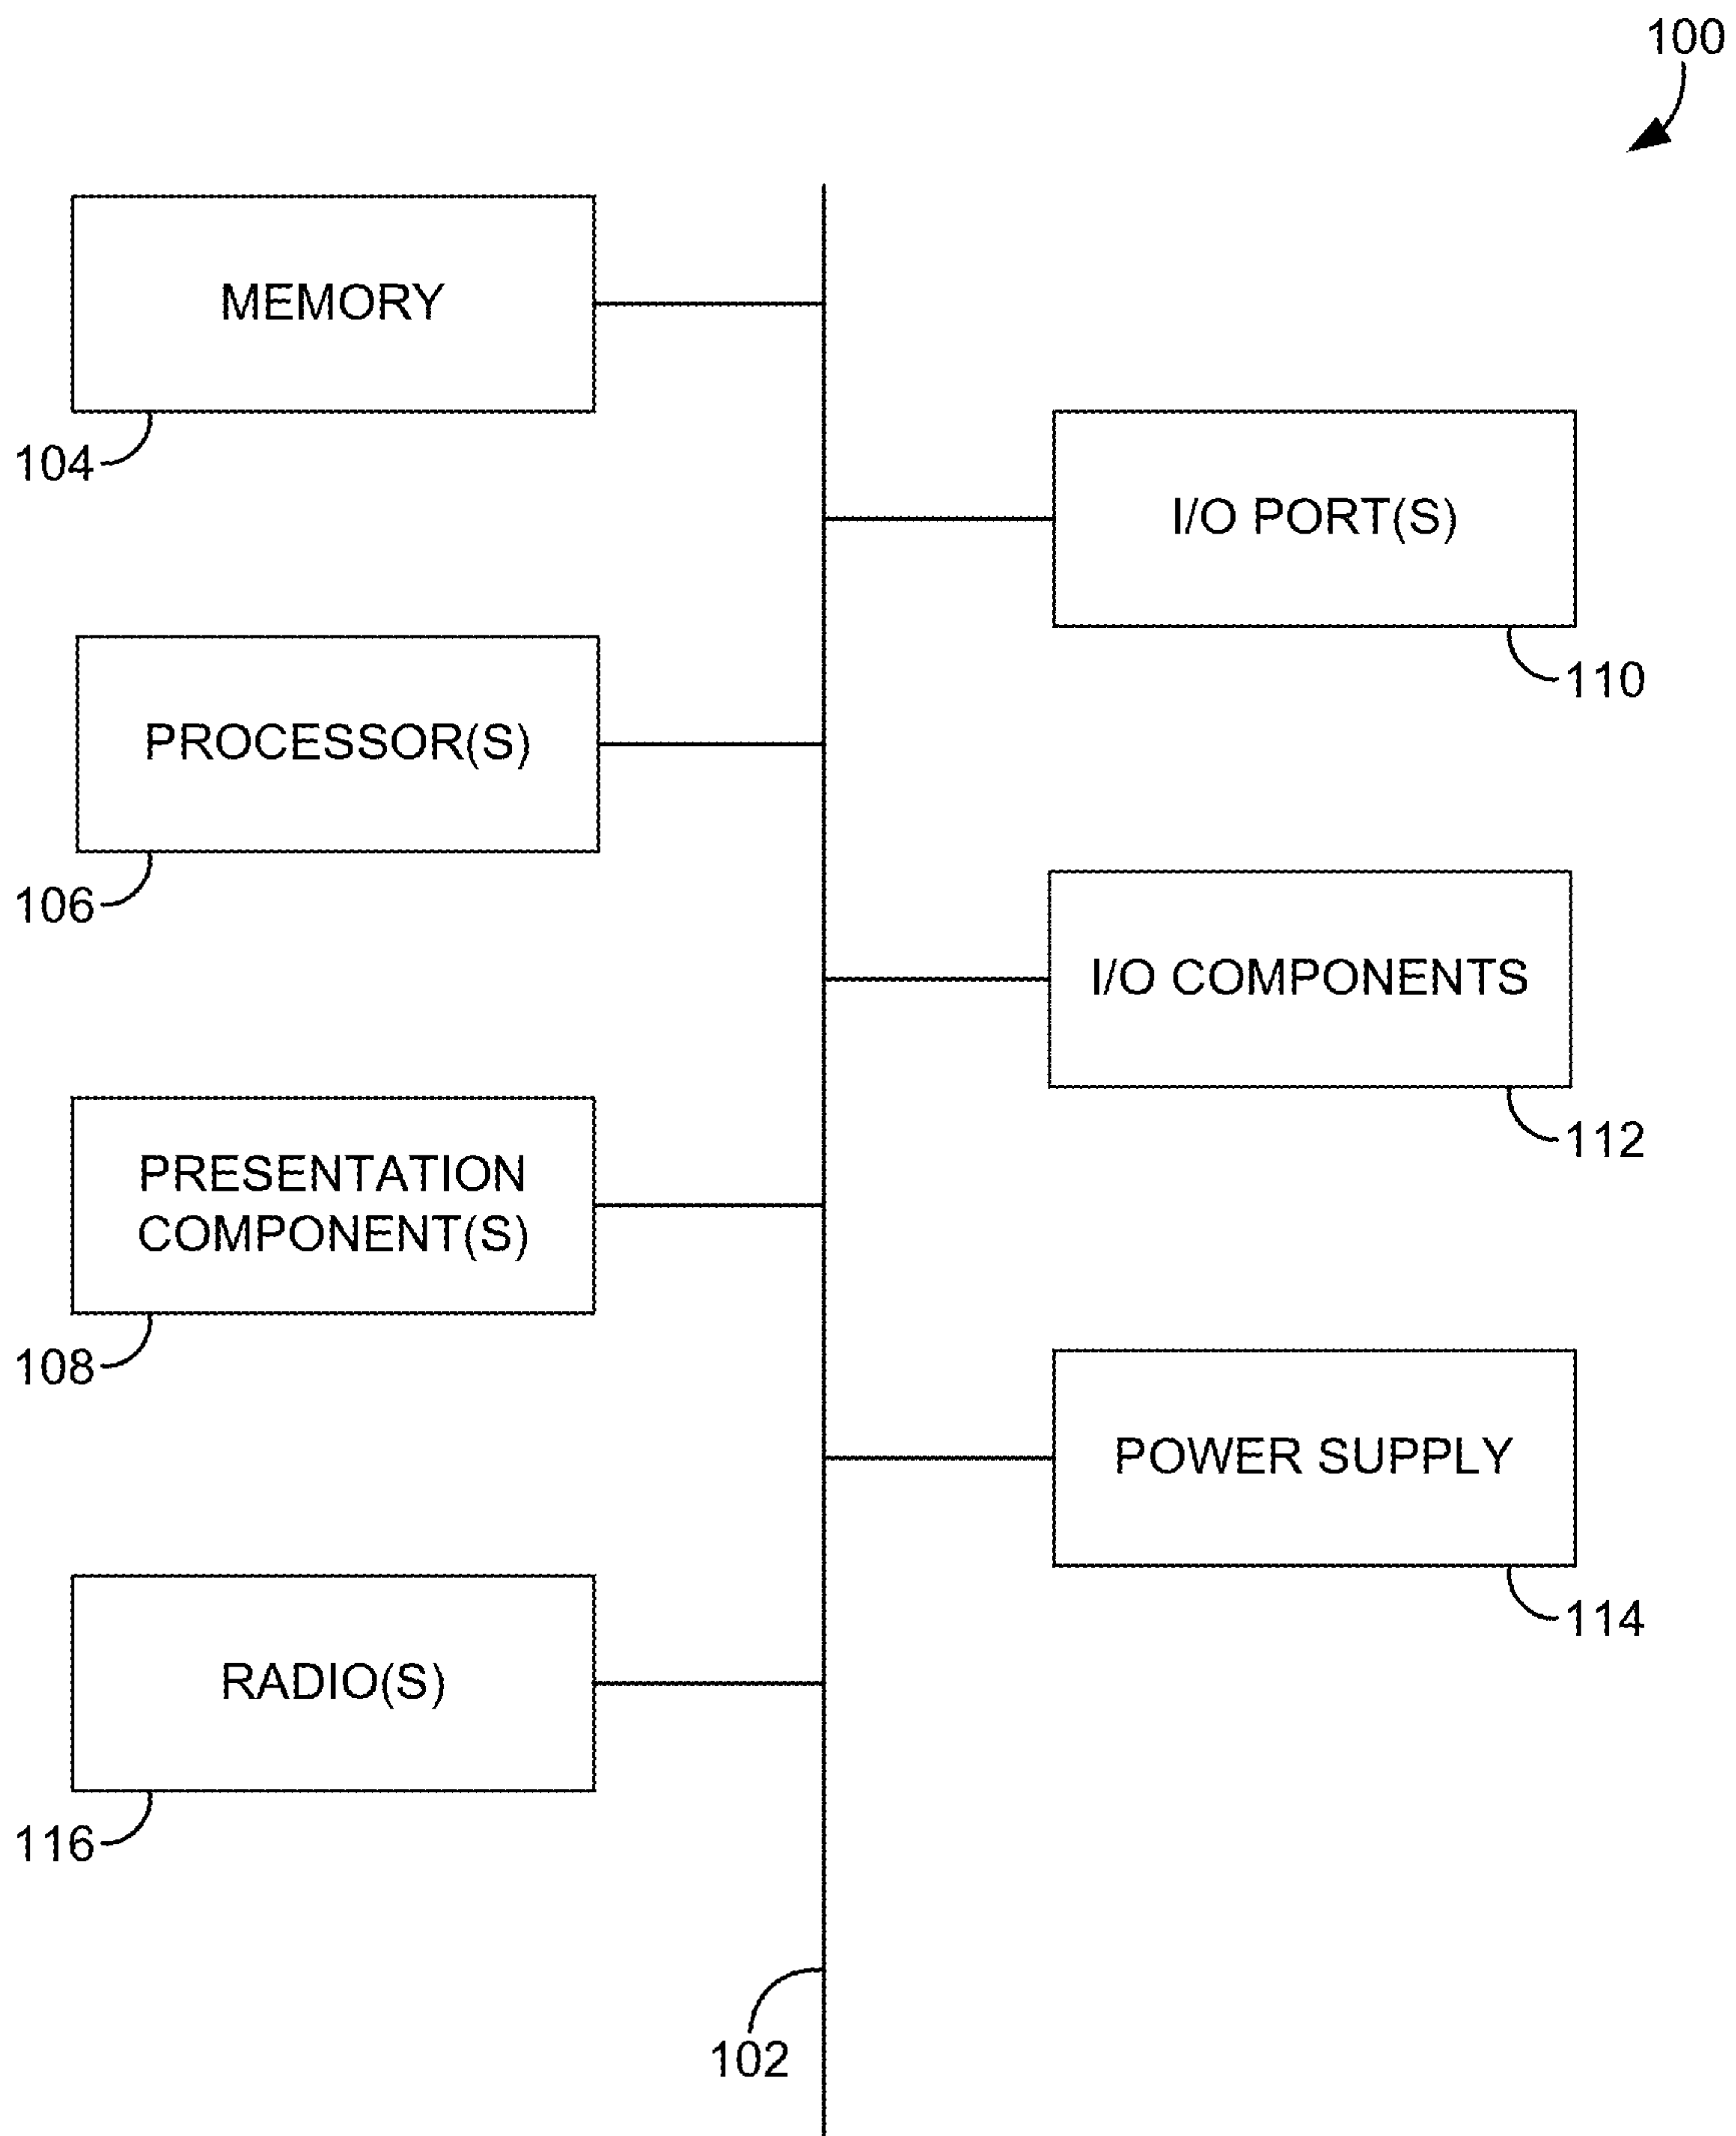 100
MEMORY
104
I/O PORT(S)
110
PROCESSOR(S)
106
I/O COMPONENTS
112
PRESENTATION
COMPONENT(S)
108
POWER SUPPLY
114
RADIO(S)
116
102